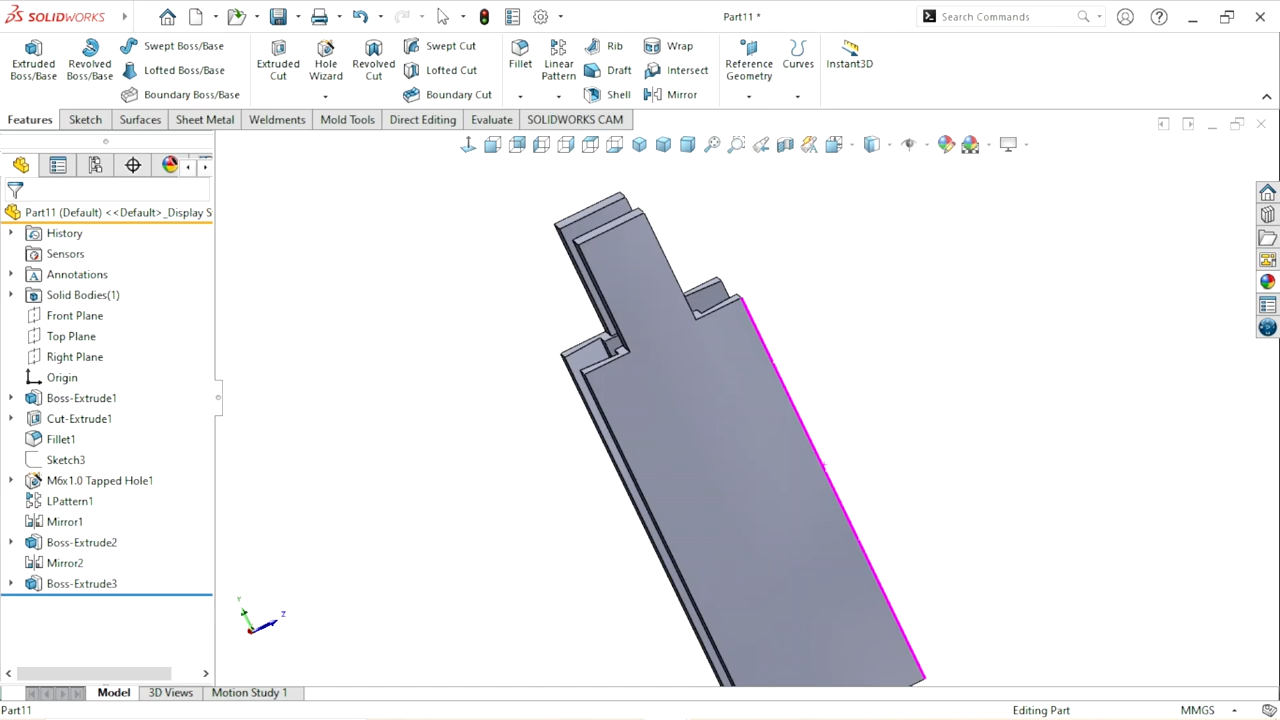 SOLIDWORKS
Part11 *
Search Commands
Extruded Boss/Base
Revolved Boss/Base
Swept Boss/Base
Lofted Boss/Base
Boundary Boss/Base
Extruded Cut
Hole Wizard
Revolved Cut
Swept Cut
Lofted Cut
Boundary Cut
Fillet
Linear Pattern
Rib
Draft
Shell
Wrap
Intersect
Mirror
Reference Geometry
Curves
Instant3D
Features
Sketch
Surfaces
Sheet Metal
Weldments
Mold Tools
Direct Editing
Evaluate
SOLIDWORKS CAM
Part11 (Default) <<Default>_Display S
History
Sensors
Annotations
Solid Bodies(1)
Front Plane
Top Plane
Right Plane
Origin
Boss-Extrude1
Cut-Extrude1
Fillet1
Sketch3
M6x1.0 Tapped Hole1
LPattern1
Mirror1
Boss-Extrude2
Mirror2
Boss-Extrude3
Y
Z
Model
3D Views
Motion Study 1
Part11
Editing Part
MMGS